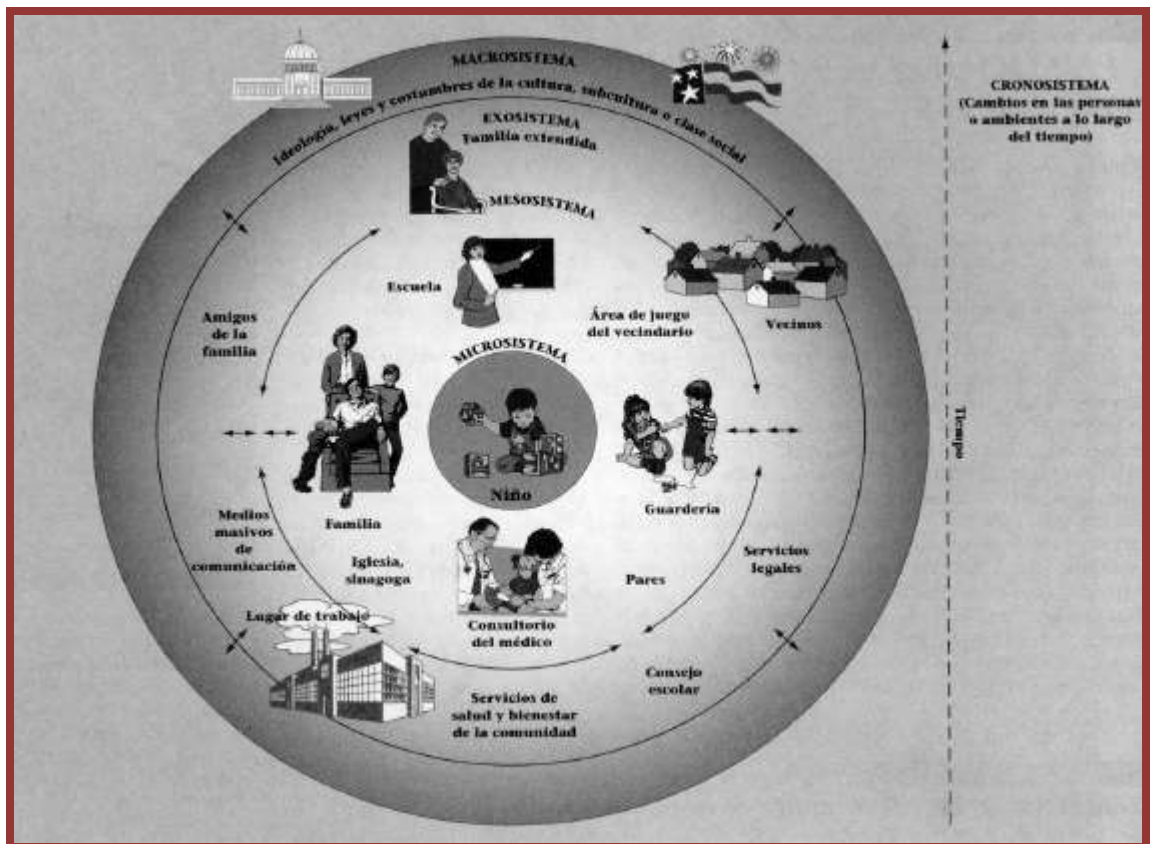 MACROSISTEMA
Ideología, leyes y costumbres de la cultura, subcultura o clase social
EXOSISTEMA
Familia extendida
MESOSISTEMA
Escuela
Área de juego
del vecindario
Vecinos
Amigos
de la
familia
MICROSISTEMA
Niño
Familia
Guardería
Medios
masivos
de
comunicación
Iglesia,
sinagoga
Consultorio
del médico
Pares
Servicios
legales
Lugar de trabajo
Consejo
escolar
Servicios de
salud y bienestar
de la comunidad
CRONOSISTEMA
(Cambios en las personas
o ambientes a lo largo
del tiempo)
Tiempo